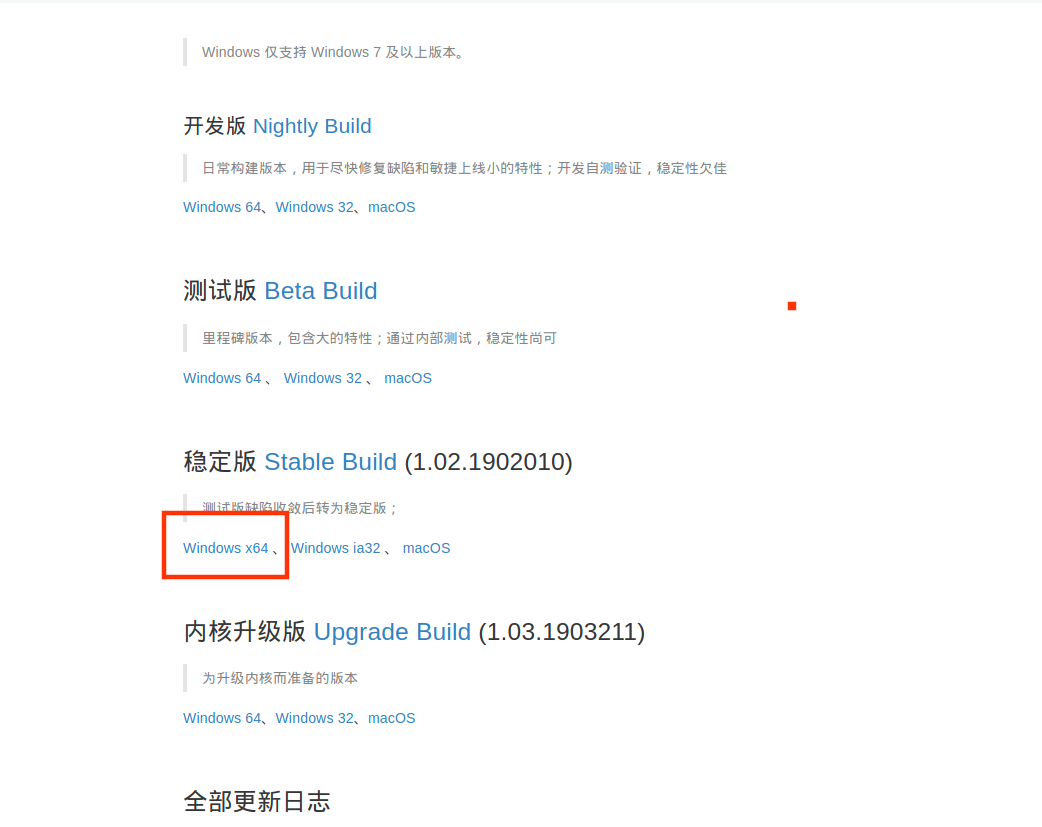 Windows 仅支持 Windows 7 及以上版本。
开发版 Nightly Build
日常构建版本，用于尽快修复缺陷和敏捷上线小的特性；开发自测验证，稳定性欠佳
Windows 64、Windows 32、macOS
测试版 Beta Build
里程碑版本，包含大的特性；通过内部测试，稳定性尚可
Windows 64 、 Windows 32 、 macOS
稳定版 Stable Build (1.02.1902010)
测试版缺陷收敛后转为稳定版；
Windows x64 、 Windows ia32 、 macOS
内核升级版 Upgrade Build (1.03.1903211)
为升级内核而准备的版本
Windows 64、Windows 32、macOS
全部更新日志